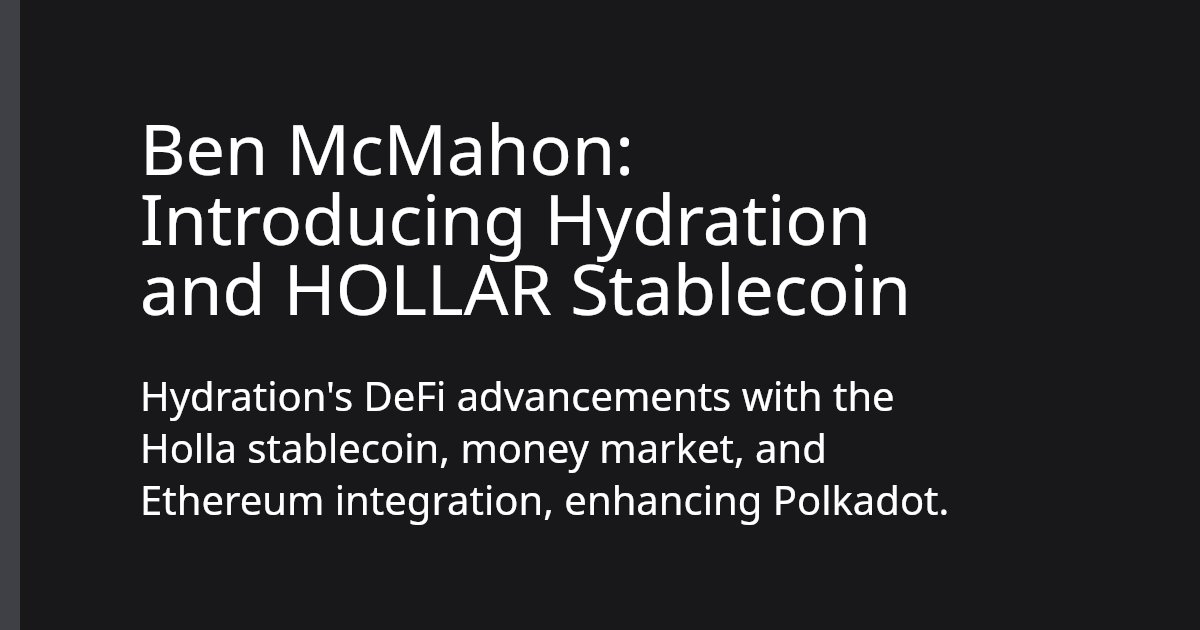 Ben McMahon:
Introducing Hydration
and HOLLAR Stablecoin
Hydration's DeFi advancements with the
Holla stablecoin, money market, and
Ethereum integration, enhancing Polkadot.